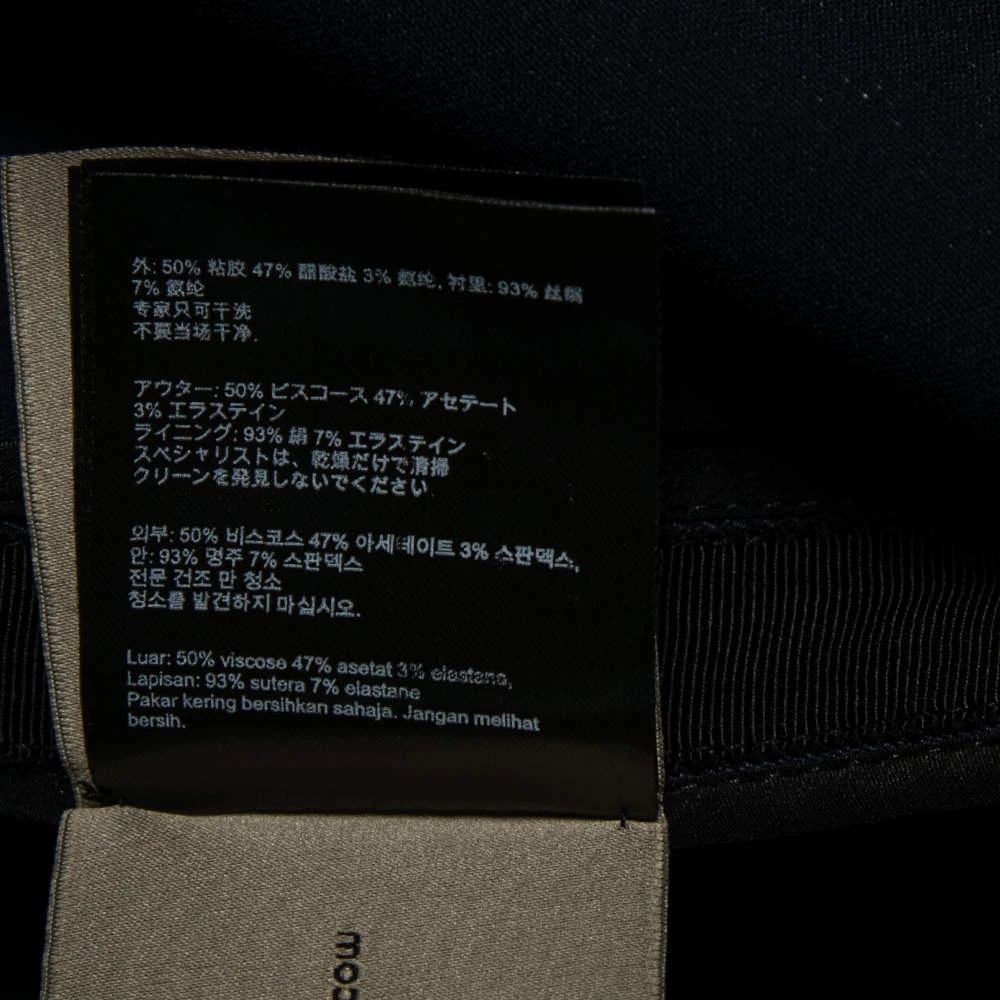 外: 50% 粘胶 47% 醋酸盐 3% 氨纶, 衬里: 93% 丝绸
7% 氨纶
专家只可干洗
不要当场干净.
アウター: 50% ビスコース 47% アセテート
3% エラステイン
ライニング: 93% 絹 7% エラステイン
スペシャリストは、乾燥だけで清掃
クリーンを発見しないでください
외부: 50% 비스코스 47% 아세테이트 3% 스판덱스,
안: 93% 명주 7% 스판덱스
전문 건조 만 청소
청소를 발견하지 마십시오.
Luar: 50% viscose 47% asetat 3% elastane,
Lapisan: 93% sutera 7% elastane
Pakar kering bersihkan sahaja. Jangan melihat
bersih.